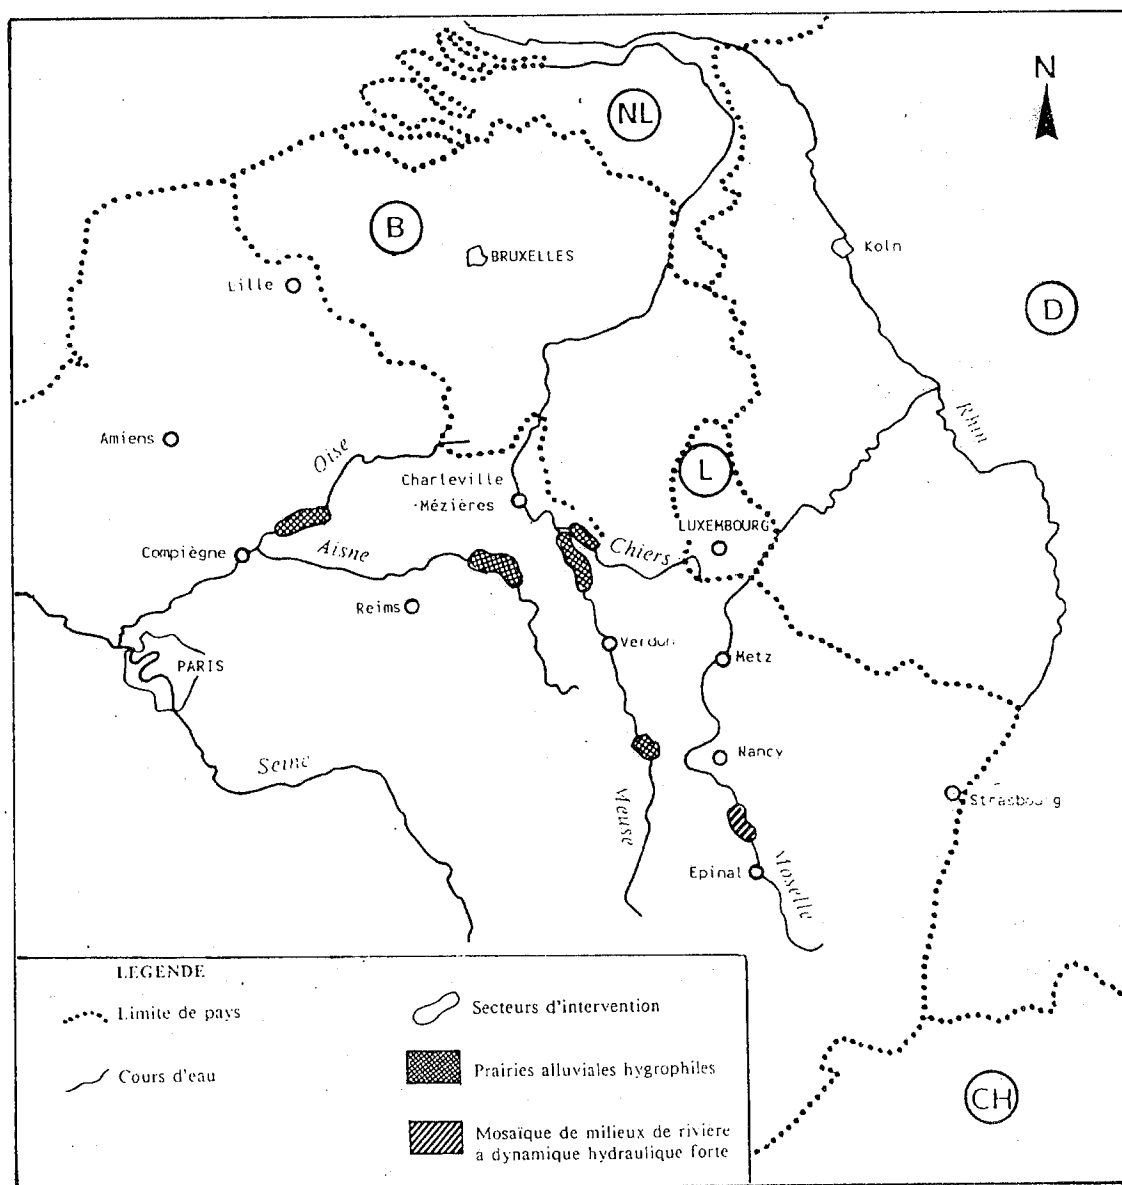 N
NL
B
BRUXELLES
Koln
Lille
D
Rhin
Amiens
Oise
Charleville
-Mézières
L
LUXEMBOURG
Compiègne
Aisne
Chiers
Reims
Verdun
PARIS
Metz
Nancy
Seine
Meuse
Strasbourg
Epinal
Moselle
LEGENDE
Limite de pays
Secteurs d'intervention
Cours d'eau
Prairies alluviales hygrophiles
Mosaïque de milieux de rivière
à dynamique hydraulique forte
CH